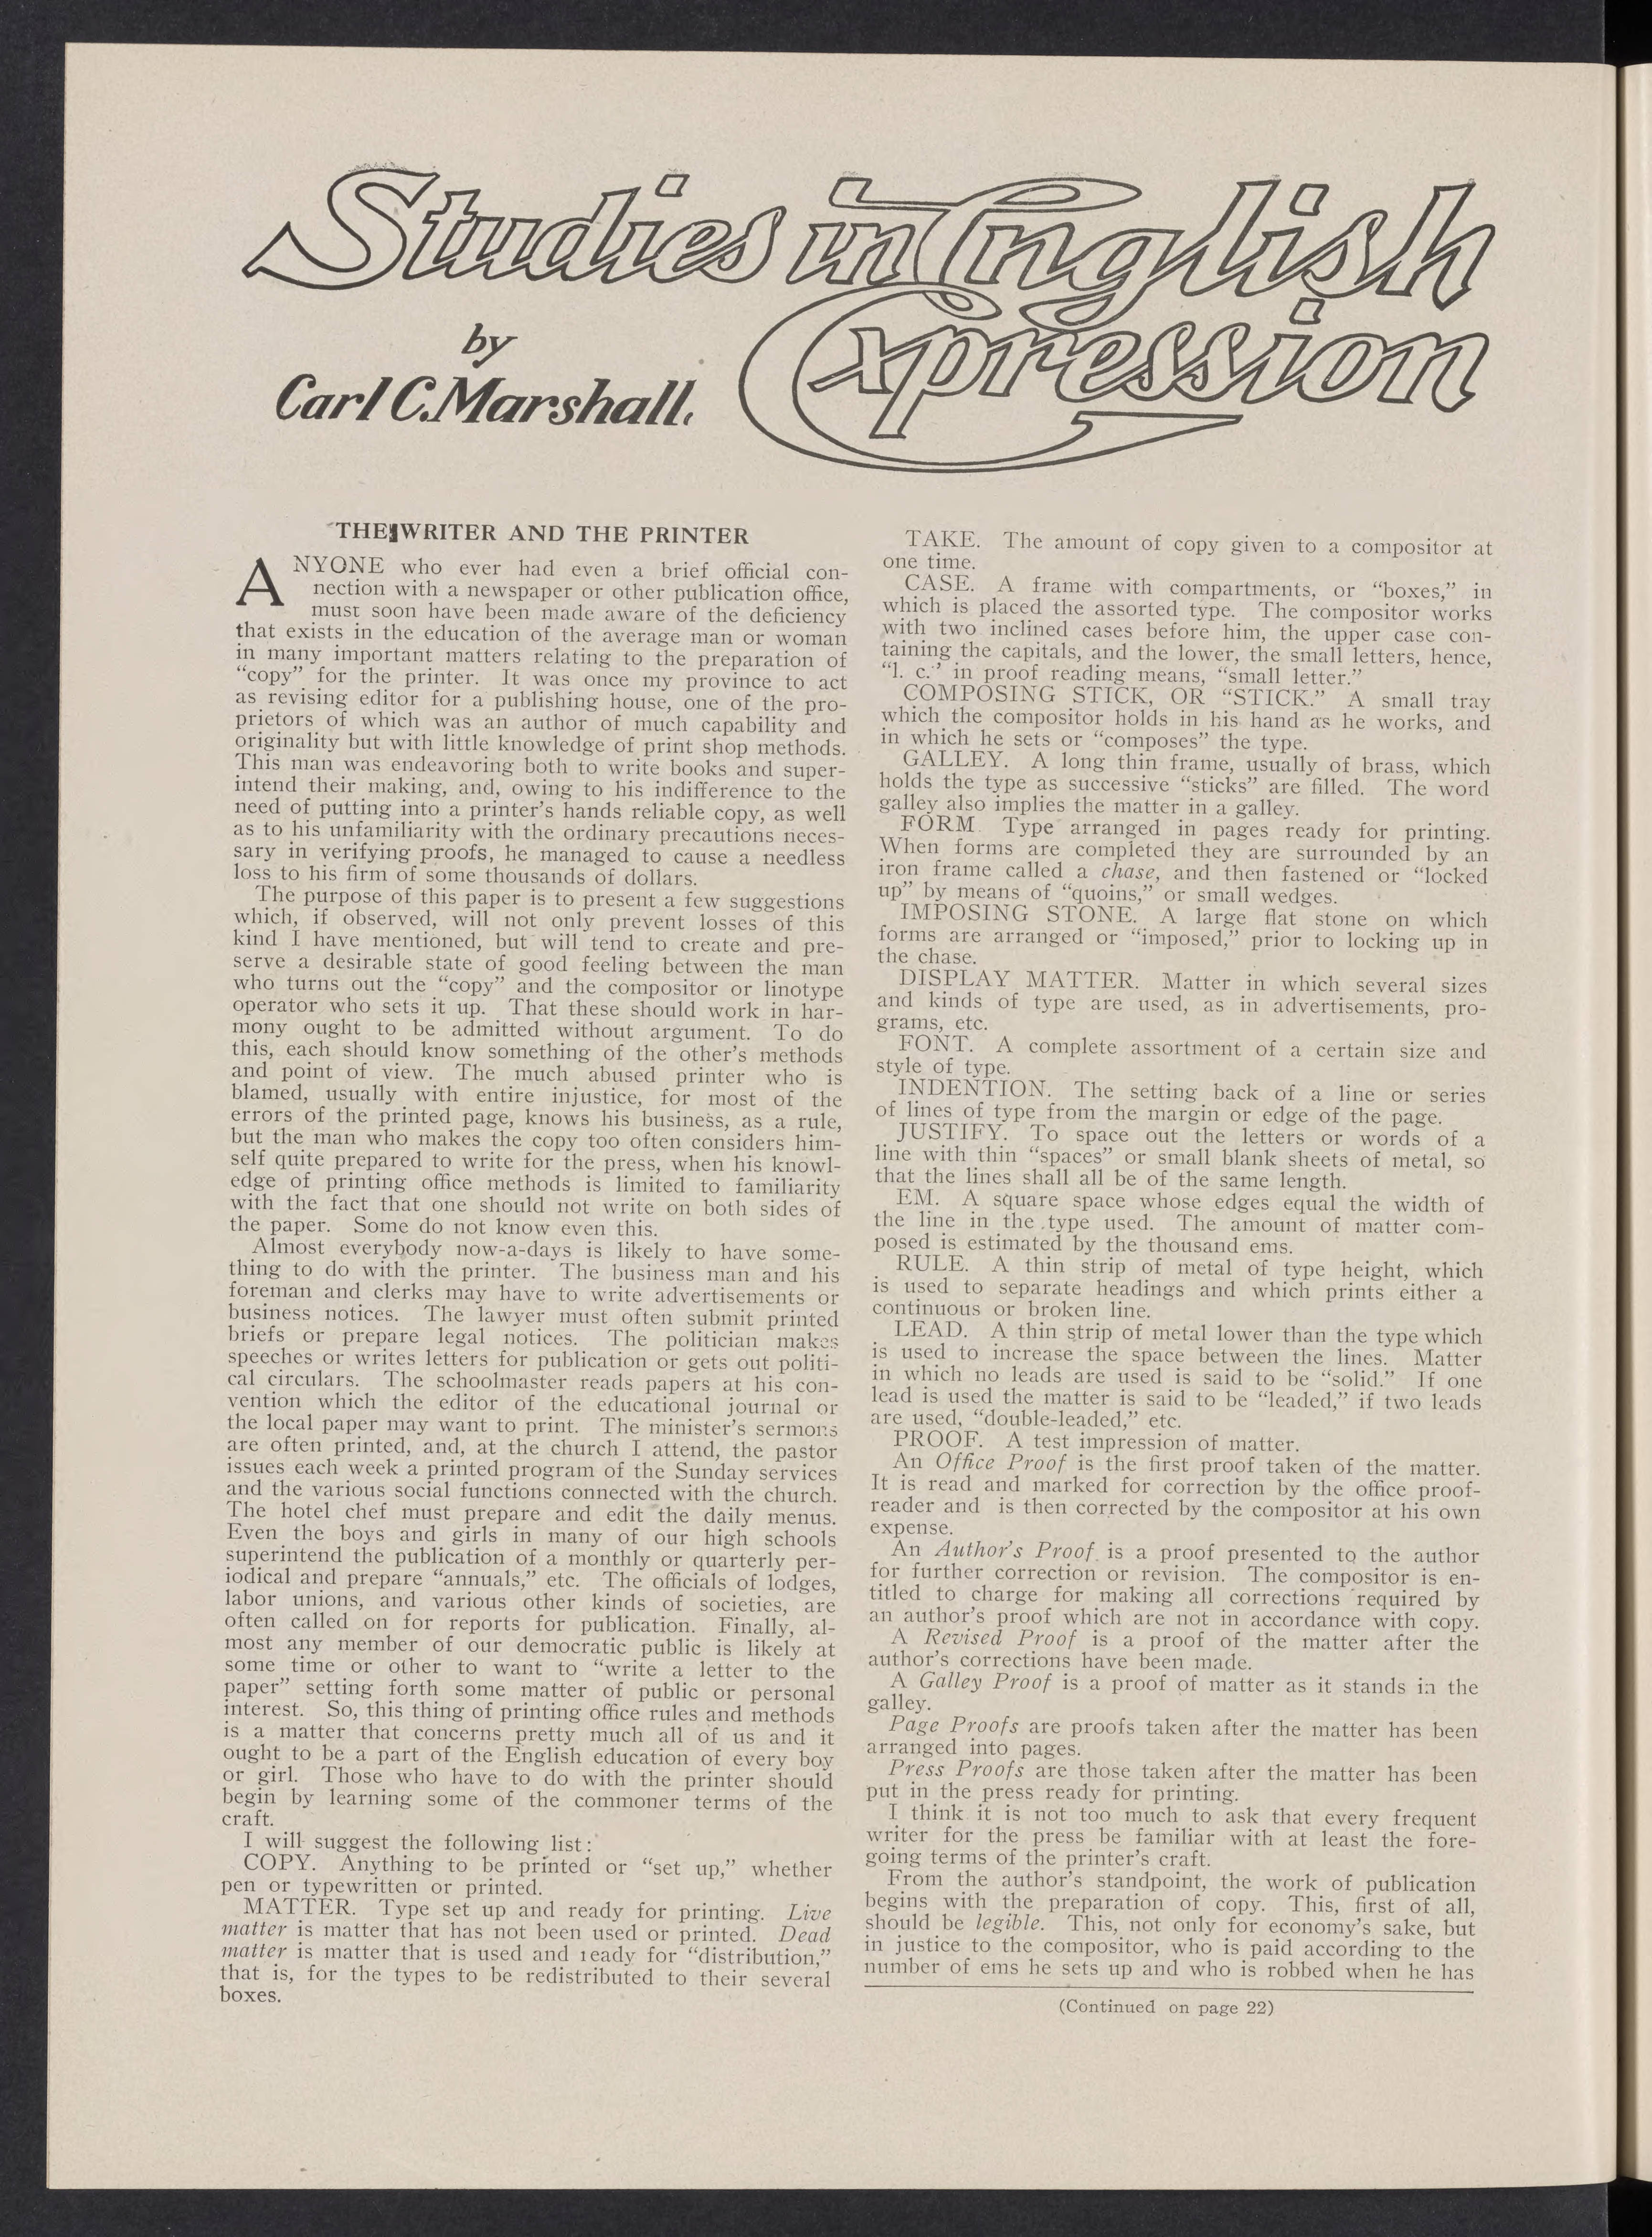 Studies in English
Expression
by
Carl C. Marshall.
THE WRITER AND THE PRINTER
ANYONE who ever had even a brief official con-
nection with a newspaper or other publication office,
must soon have been made aware of the deficiency
that exists in the education of the average man or woman
in many important matters relating to the preparation of
“copy” for the printer. It was once my province to act
as revising editor for a publishing house, one of the pro-
prietors of which was an author of much capability and
originality but with little knowledge of print shop methods.
This man was endeavoring both to write books and super-
intend their making, and, owing to his indifference to the
need of putting into a printer's hands reliable copy, as well
as to his unfamiliarity with the ordinary precautions neces-
sary in verifying proofs, he managed to cause a needless
loss to his firm of some thousands of dollars.
The purpose of this paper is to present a few suggestions
which, if observed, will not only prevent losses of this
kind I have mentioned, but will tend to create and pre-
serve a desirable state of good feeling between the man
who turns out the “copy” and the compositor or linotype
operator who sets it up. That these should work in har-
mony ought to be admitted without argument. To do
this, each should know something of the other's methods
and point of view. The much abused printer who is
blamed, usually with entire injustice, for most of the
errors of the printed page, knows his business, as a rule,
but the man who makes the copy too often considers him-
self quite prepared to write for the press, when his knowl-
edge of printing office methods is limited to familiarity
with the fact that one should not write on both sides of
the paper. Some do not know even this.
Almost everybody now-a-days is likely to have some-
thing to do with the printer. The business man and his
foreman and clerks may have to write advertisements or
business notices. The lawyer must often submit printed
briefs or prepare legal notices. The politician makes
speeches or writes letters for publication or gets out politi-
cal circulars. The schoolmaster reads papers at his con-
vention which the editor of the educational journal or
the local paper may want to print. The minister's sermons
are often printed, and, at the church I attend, the pastor
issues each week a printed program of the Sunday services
and the various social functions connected with the church.
The hotel chef must prepare and edit the daily menus.
Even the boys and girls in many of our high schools
superintend the publication of a monthly or quarterly per-
iodical and prepare “annuals,” etc. The officials of lodges,
labor unions, and various other kinds of societies, are
often called on for reports for publication. Finally, al-
most any member of our democratic public is likely at
some time or other to want to “write a letter to the
paper” setting forth some matter of public or personal
interest. So, this thing of printing office rules and methods
is a matter that concerns pretty much all of us and it
ought to be a part of the English education of every boy
or girl. Those who have to do with the printer should
begin by learning some of the commoner terms of the
craft.
I will suggest the following list:
COPY. Anything to be printed or “set up,” whether
pen or typewritten or printed.
MATTER. Type set up and ready for printing. Live
matter is matter that has not been used or printed. Dead
matter is matter that is used and ready for “distribution,”
that is, for the types to be redistributed to their several
boxes.
TAKE. The amount of copy given to a compositor at
one time.
CASE. A frame with compartments, or “boxes,” in
which is placed the assorted type. The compositor works
with two inclined cases before him, the upper case con-
taining the capitals, and the lower, the small letters, hence,
“l. c.” in proof reading means, “small letter.”
COMPOSING STICK, OR “STICK.” A small tray
which the compositor holds in his hand as he works, and
in which he sets or “composes” the type.
GALLEY. A long thin frame, usually of brass, which
holds the type as successive “sticks” are filled. The word
galley also implies the matter in a galley.
FORM Type arranged in pages ready for printing.
When forms are completed they are surrounded by an
iron frame called a chase, and then fastened or “locked
up” by means of “quoins,” or small wedges.
IMPOSING STONE. A large flat stone on which
forms are arranged or “imposed,” prior to locking up in
the chase.
DISPLAY MATTER. Matter in which several sizes
and kinds of type are used, as in advertisements, pro-
grams, etc.
FONT. A complete assortment of a certain size and
style of type.
INDENTION. The setting back of a line or series
of lines of type from the margin or edge of the page.
JUSTIFY. To space out the letters or words of a
line with thin “spaces” or small blank sheets of metal, so
that the lines shall all be of the same length.
EM. A square space whose edges equal the width of
the line in the type used. The amount of matter com-
posed is estimated by the thousand ems.
RULE. A thin strip of metal of type height, which
is used to separate headings and which prints either a
continuous or broken line.
LEAD. A thin strip of metal lower than the type which
is used to increase the space between the lines. Matter
in which no leads are used is said to be “solid.” If one
lead is used the matter is said to be “leaded,” if two leads
are used, “double-leaded,” etc.
PROOF. A test impression of matter.
An Office Proof is the first proof taken of the matter.
It is read and marked for correction by the office proof-
reader and is then corrected by the compositor at his own
expense.
An Author's Proof is a proof presented to the author
for further correction or revision. The compositor is en-
titled to charge for making all corrections required by
an author's proof which are not in accordance with copy.
A Revised Proof is a proof of the matter after the
author's corrections have been made.
A Galley Proof is a proof of matter as it stands in the
galley.
Page Proofs are proofs taken after the matter has been
arranged into pages.
Press Proofs are those taken after the matter has been
put in the press ready for printing.
I think it is not too much to ask that every frequent
writer for the press be familiar with at least the fore-
going terms of the printer's craft.
From the author's standpoint, the work of publication
begins with the preparation of copy. This, first of all,
should be legible. This, not only for economy's sake, but
in justice to the compositor, who is paid according to the
number of ems he sets up and who is robbed when he has
(Continued on page 22)